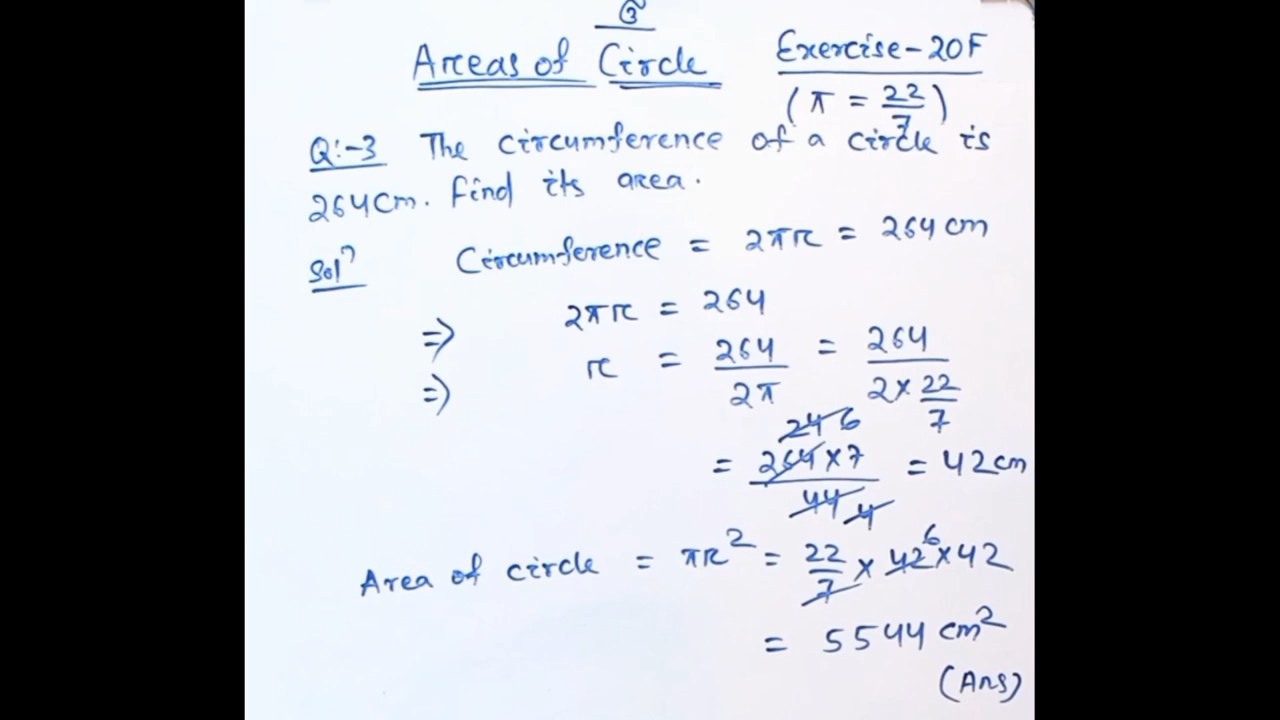 3
Areas of Circle
Exercise-20F
(π = 22/7)
Q:-3 The circumference of a circle is
264cm. Find its area.
Solⁿ Circumference = 2πr = 264 cm
=> 2πr = 264
=> r = 264/2π = 264/(2×22/7)
24 6
= 264×7/44 4 = 42cm
Area of circle = πr² = 22/7 × 42 6 × 42
= 5544 cm²
(Ans)